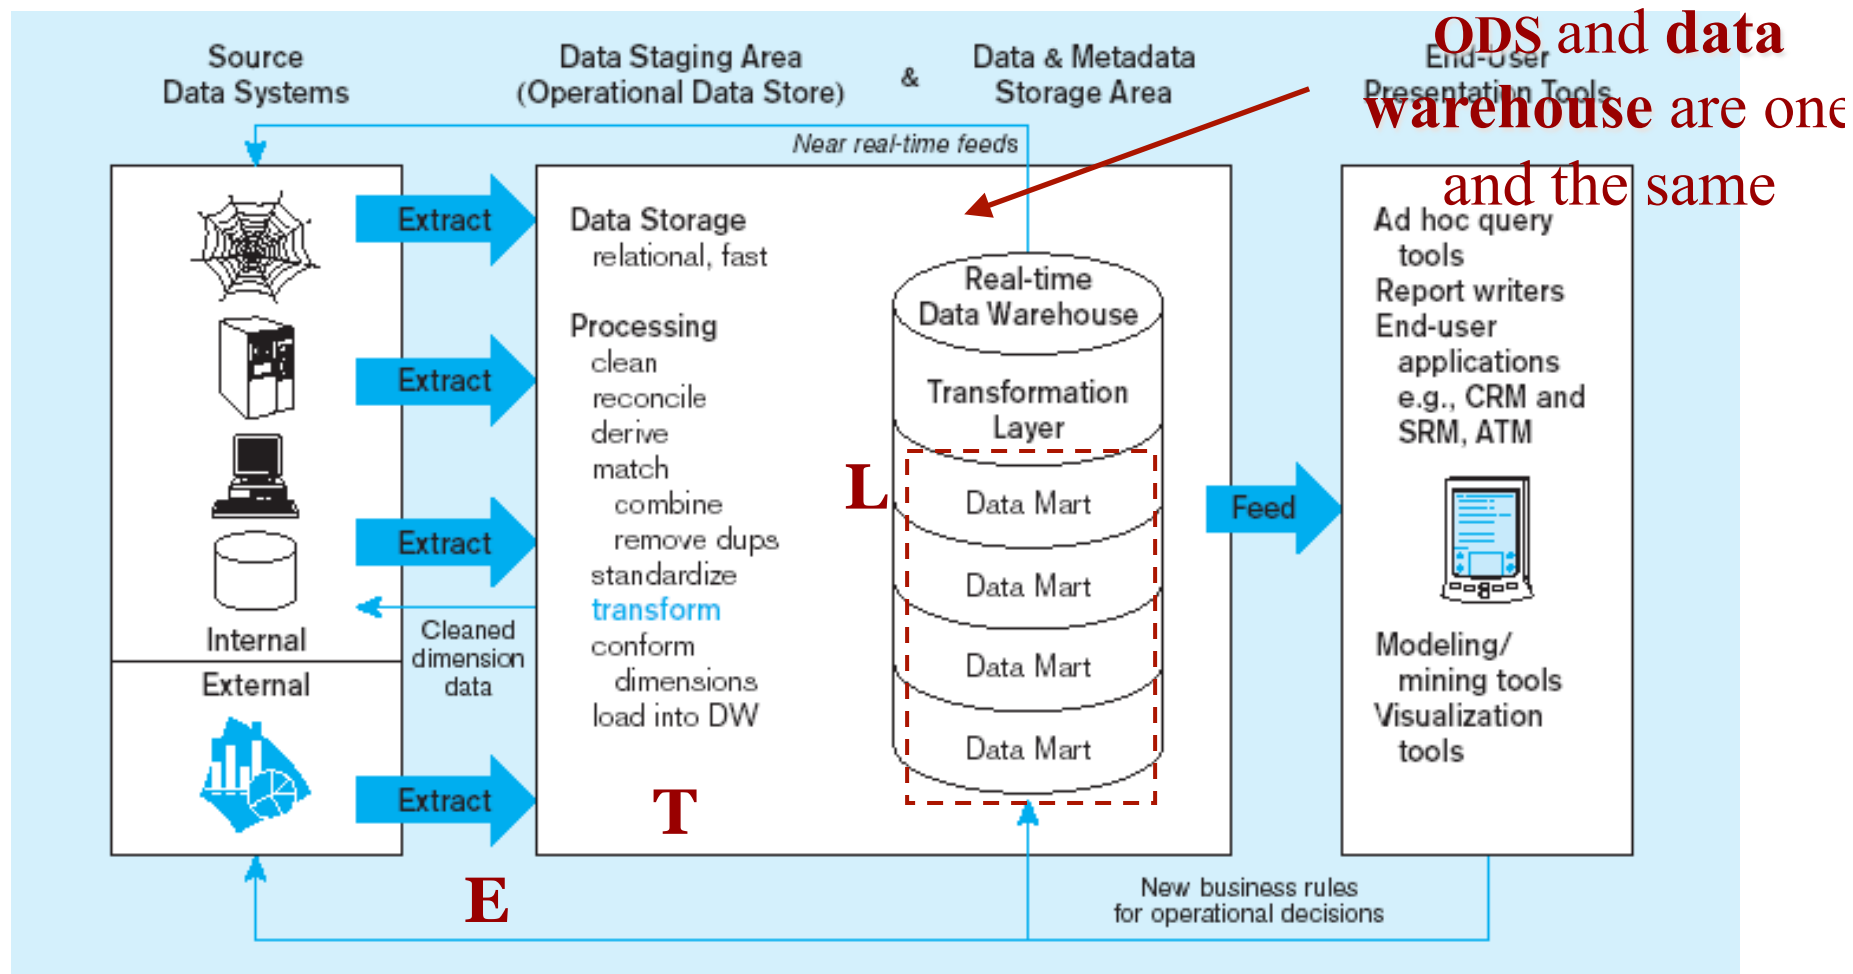 ODS and data
warehouse are one
and the same
Source
Data Systems
Data Staging Area
(Operational Data Store)
&
Data & Metadata
Storage Area
End-User
Presentation Tools
Near real-time feeds
Extract
Extract
Extract
Extract
Internal
External
Cleaned
dimension
data
Data Storage
relational, fast
Processing
clean
reconcile
derive
match
combine
remove dups
standardize
transform
conform
dimensions
load into DW
Real-time
Data Warehouse
Transformation
Layer
Data Mart
Data Mart
Data Mart
Data Mart
L
T
E
Feed
Ad hoc query
tools
Report writers
End-user
applications
e.g., CRM and
SRM, ATM
Modeling/
mining tools
Visualization
tools
New business rules
for operational decisions